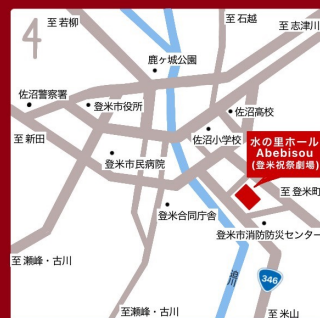 至 若柳
至 石越
至 志津川
4
鹿ヶ城公園
佐沼警察署
登米市役所
佐沼高校
至 新田
佐沼小学校
水の里ホール
Abebisou
(登米祝祭劇場)
登米市民病院
至 登米町
登米合同庁舎
登米市消防防災センター
至 瀬峰・古川
迫川
346
至 瀬峰・古川
至 米山